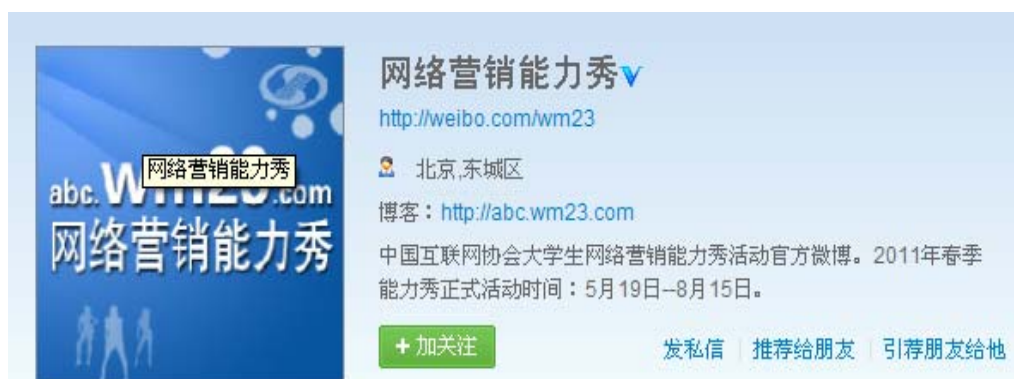 网络营销能力秀
http://weibo.com/wm23
北京,东城区
博客：http://abc.wm23.com
中国互联网协会大学生网络营销能力秀活动官方微博。2011年春季
能力秀正式活动时间：5月19日--8月15日。
+加关注
发私信 推荐给朋友 引荐朋友给他
网络营销能力秀
abc.wm23.com
网络营销能力秀